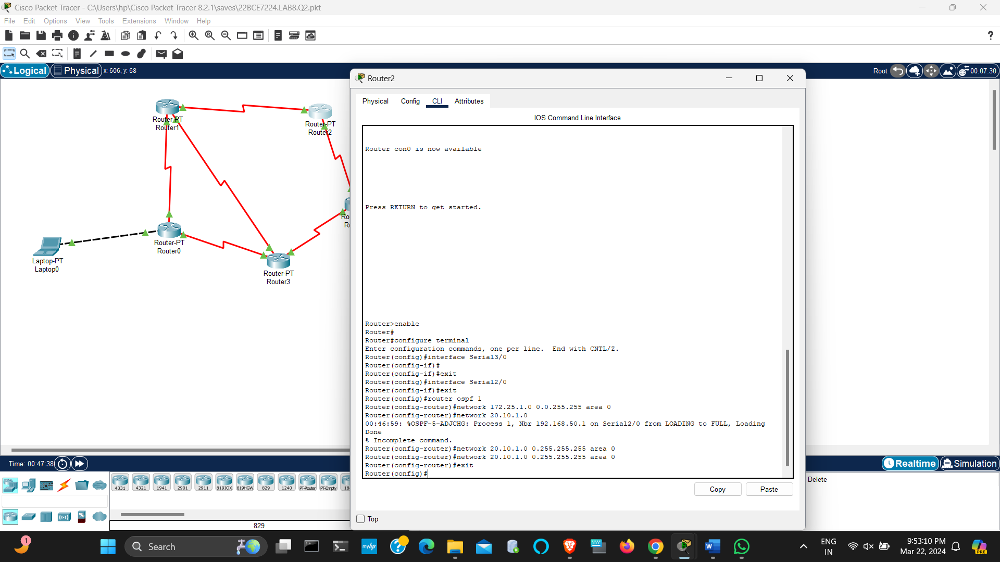 Cisco Packet Tracer - C:\Users\hp\Cisco Packet Tracer 8.2.1\saves\22BCE7224.LAB8.Q2.pkt
File Edit Options View Tools Extensions Window Help
?
Logical Physical x: 606, y: 68
Root 00:07:30
Router2
Physical Config CLI Attributes
IOS Command Line Interface
Router con0 is now available
Press RETURN to get started.
Router>enable
Router#
Router#configure terminal
Enter configuration commands, one per line. End with CNTL/Z.
Router(config)#interface Serial3/0
Router(config-if)#
Router(config-if)#exit
Router(config)#interface Serial2/0
Router(config-if)#exit
Router(config)#router ospf 1
Router(config-router)#network 172.25.1.0 0.0.255.255 area 0
Router(config-router)#network 20.10.1.0
00:46:59: %OSPF-5-ADJCHG: Process 1, Nbr 192.168.50.1 on Serial2/0 from LOADING to FULL, Loading
Done
% Incomplete command.
Router(config-router)#network 20.10.1.0 0.255.255.255 area 0
Router(config-router)#network 20.10.1.0 0.255.255.255 area 0
Router(config-router)#exit
Router(config)#
Copy Paste
Top
Router-PT
Router1
Router-PT
Router2
Ro
R
Router-PT
Router0
Laptop-PT
Laptop0
Router-PT
Router3
Time: 00:47:38
Realtime Simulation
4331 4321 1941 2901 2911 819IOX 819HGW 829 1240 PT-Router PT-Empty 18
829
Delete
1
Search
myhp
ENG
IN
9:53:10 PM
Mar 22, 2024
PRE